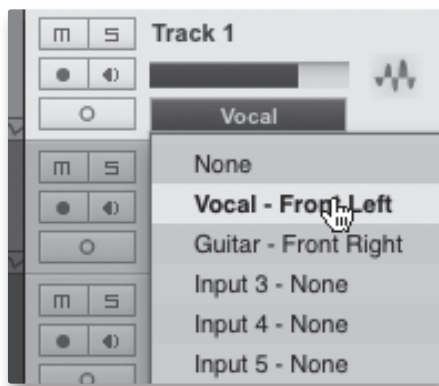 m S Track 1
Vocal
None
m S
Vocal - Front Left
Guitar - Front Right
Input 3 - None
m S
Input 4 - None
Input 5 - None